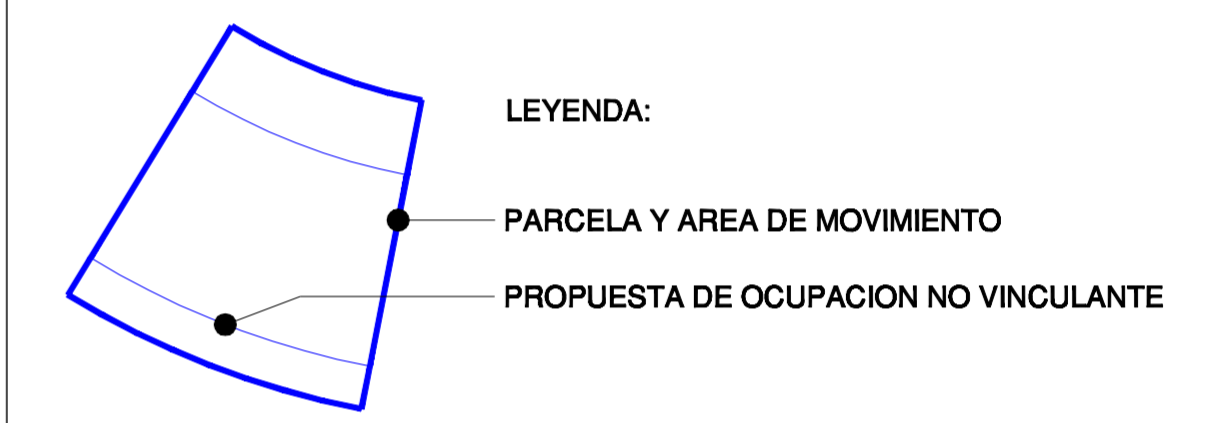 LEYENDA:
PARCELA Y AREA DE MOVIMIENTO
PROPUESTA DE OCUPACION NO VINCULANTE